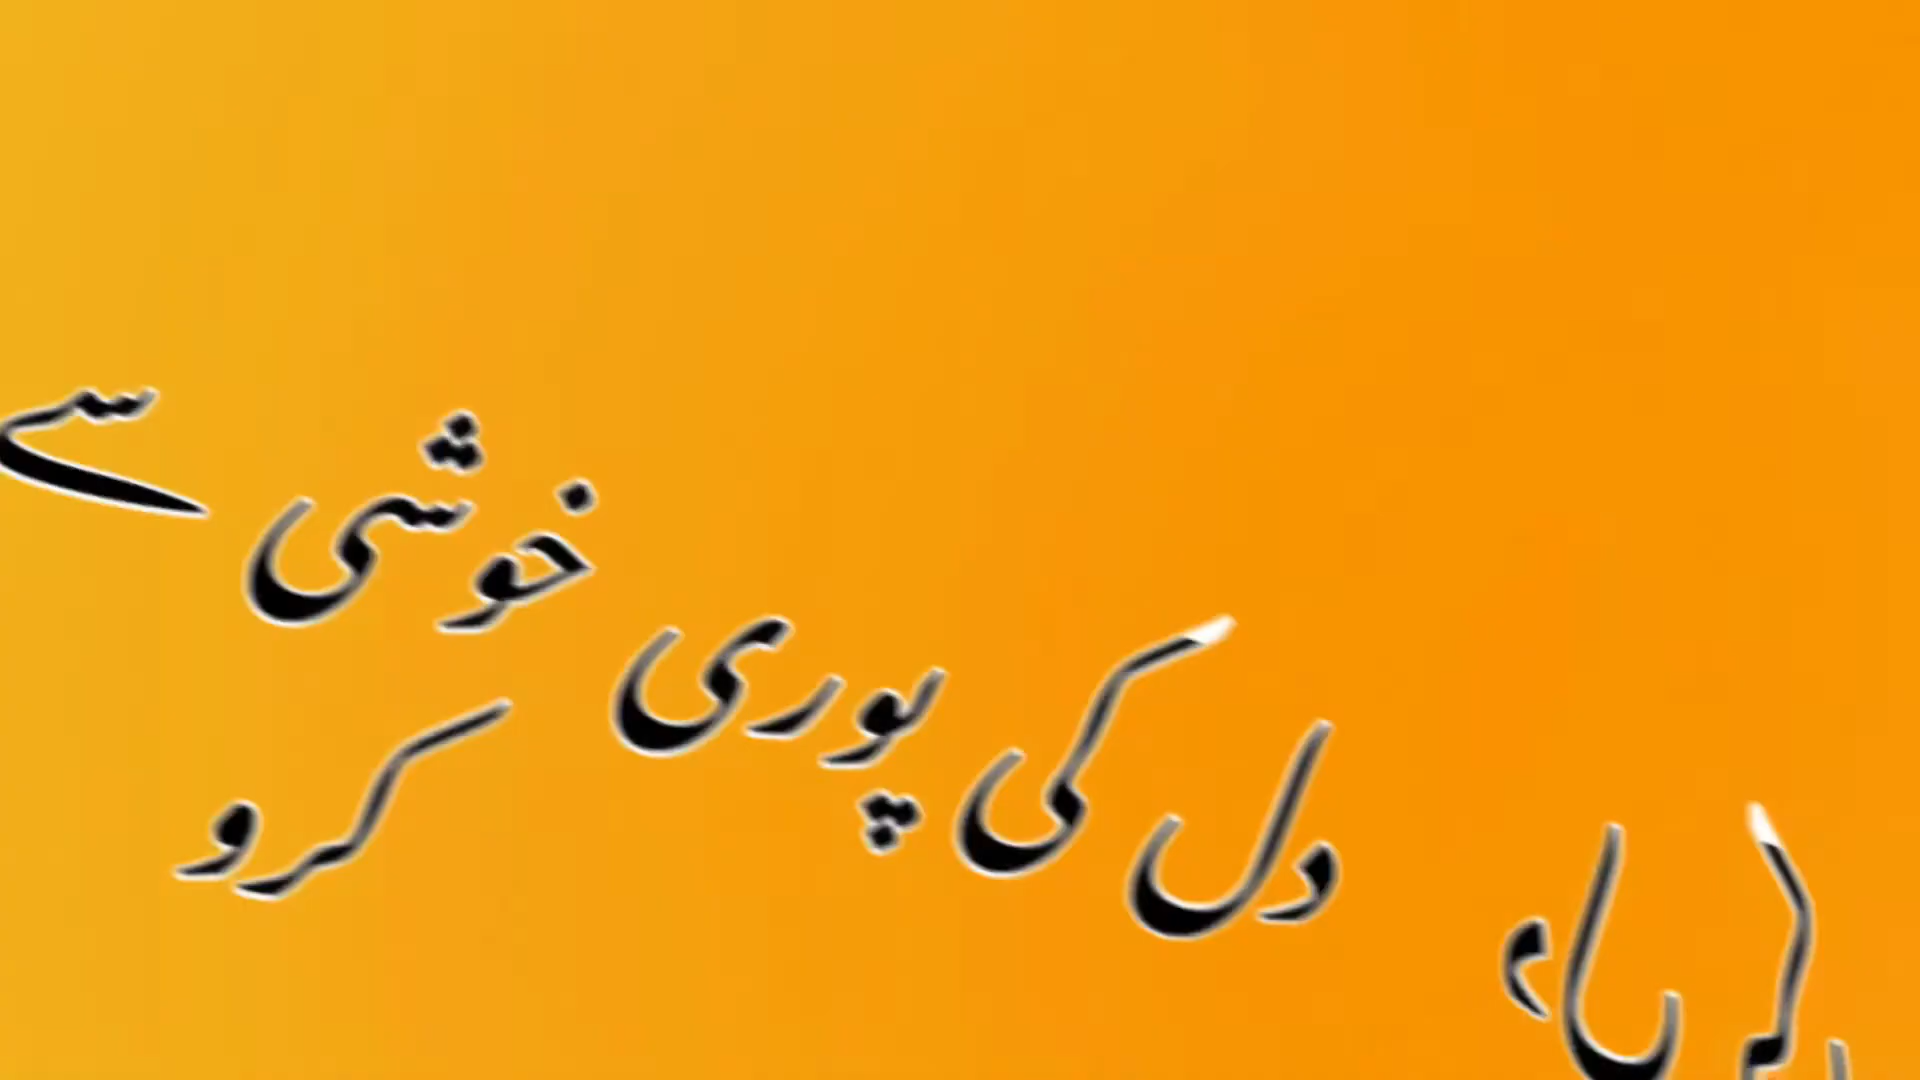 دل کی پوری خوشی سے
کرو